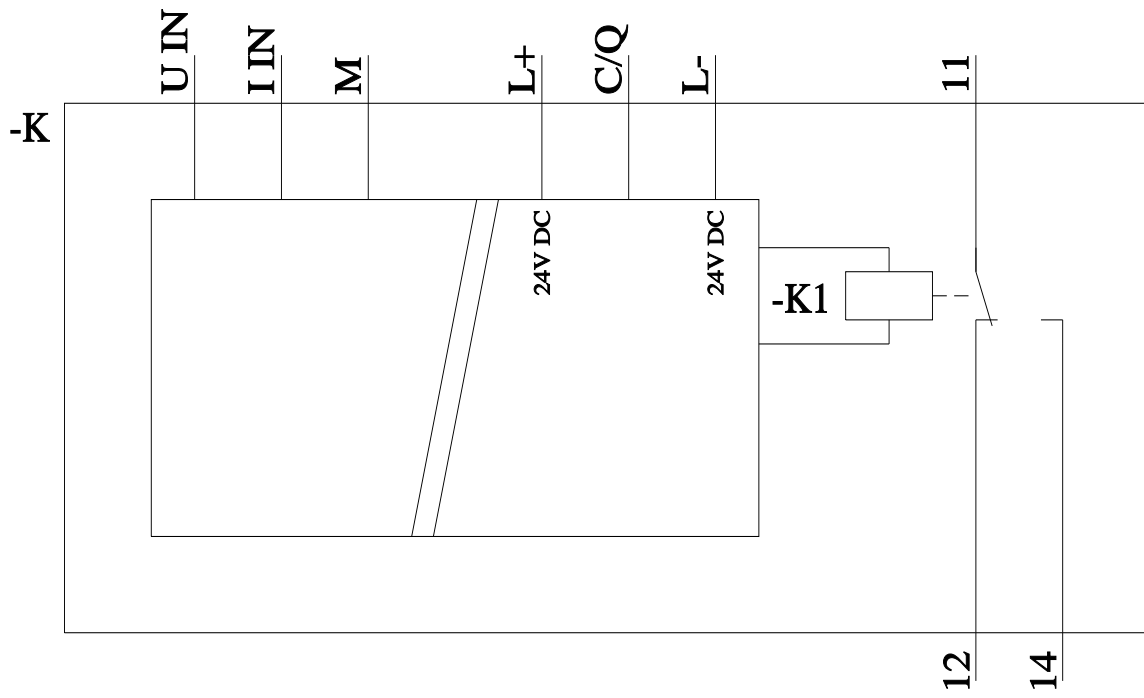 U IN
I IN
M
L+
C/Q
L-
11
-K
24V DC
24V DC
-K1
12
14